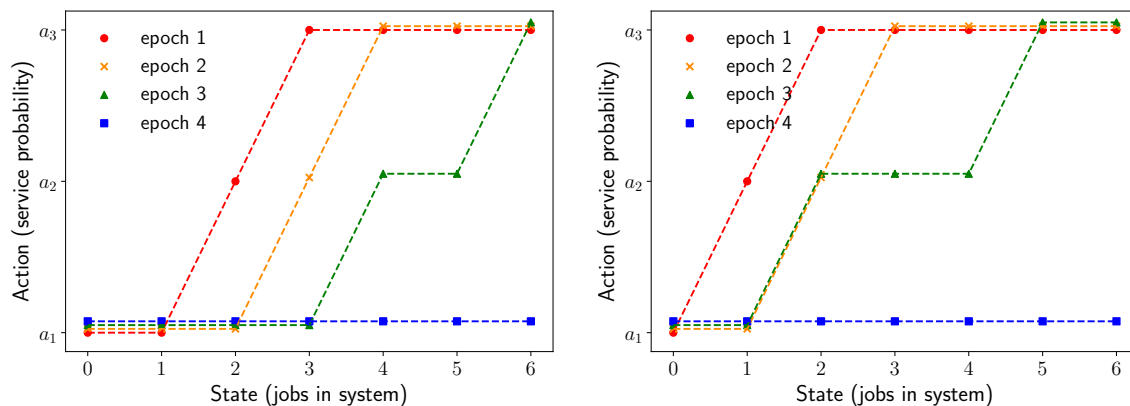 a3
a2
a1
Action (service probability)
epoch 1
epoch 2
epoch 3
epoch 4
0 1 2 3 4 5 6
State (jobs in system)
a3
a2
a1
Action (service probability)
epoch 1
epoch 2
epoch 3
epoch 4
0 1 2 3 4 5 6
State (jobs in system)